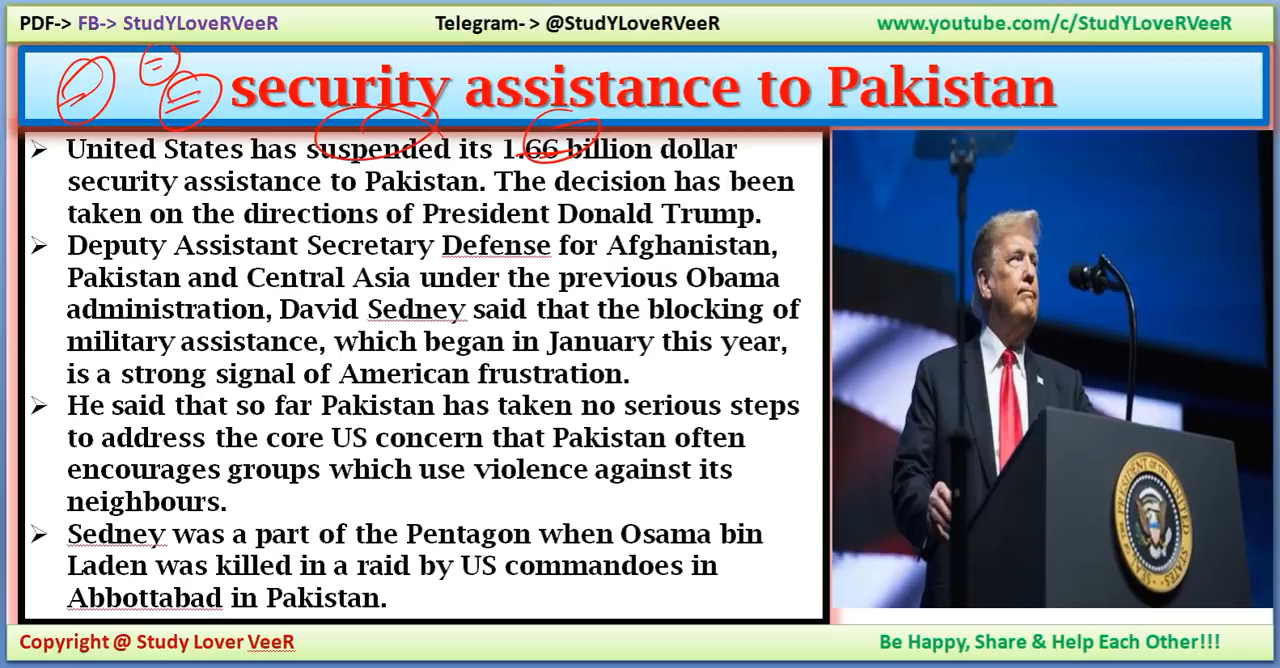 PDF-> FB-> StudYLoveRVeeR Telegram- > @StudYLoveRVeeR www.youtube.com/c/StudYLoveRVeeR
security assistance to Pakistan
➢ United States has suspended its 1.66 billion dollar
security assistance to Pakistan. The decision has been
taken on the directions of President Donald Trump.
➢ Deputy Assistant Secretary Defense for Afghanistan,
Pakistan and Central Asia under the previous Obama
administration, David Sedney said that the blocking of
military assistance, which began in January this year,
is a strong signal of American frustration.
➢ He said that so far Pakistan has taken no serious steps
to address the core US concern that Pakistan often
encourages groups which use violence against its
neighbours.
➢ Sedney was a part of the Pentagon when Osama bin
Laden was killed in a raid by US commandoes in
Abbottabad in Pakistan.
SEAL OF THE PRESIDENT OF THE UNITED
Copyright @ Study Lover VeeR Be Happy, Share & Help Each Other!!!